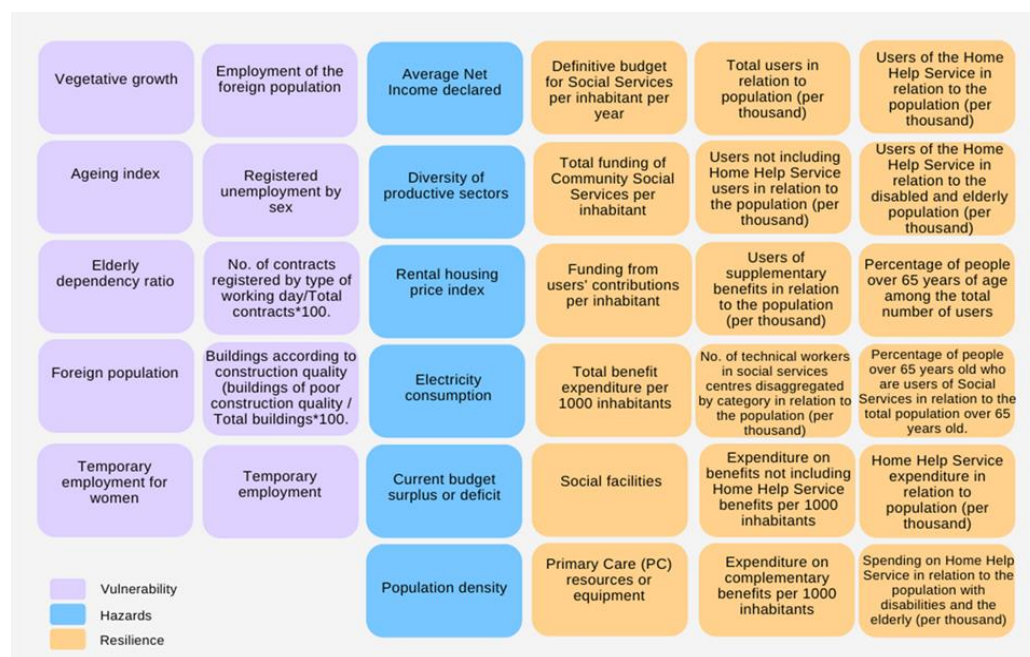 Vegetative growth
Employment of the
foreign population
Average Net
Income declared
Definitive budget
for Social Services
per inhabitant per
year
Total users in
relation to
population (per
thousand)
Users of the Home
Help Service in
relation to the
population (per
thousand)
Ageing index
Registered
unemployment by
sex
Diversity of
productive sectors
Total funding of
Community Social
Services per
inhabitant
Users not including
Home Help Service
users in relation to
the population (per
thousand)
Users of the Home
Help Service in
relation to the
disabled and elderly
population (per
thousand)
Elderly
dependency ratio
No. of contracts
registered by type of
working day/Total
contracts*100.
Rental housing
price index
Funding from
users' contributions
per inhabitant
Users of
supplementary
benefits in relation
to the population
(per thousand)
Percentage of people
over 65 years of age
among the total
number of users
Foreign population
Buildings according to
construction quality
(buildings of poor
construction quality /
Total buildings*100.
Electricity
consumption
Total benefit
expenditure per
1000 inhabitants
No. of technical workers
in social services
centres disaggregated
by category in relation to
the population (per
thousand)
Percentage of people
over 65 years old who
are users of Social
Services in relation to the
total population over 65
years old.
Temporary
employment for
women
Temporary
employment
Current budget
surplus or deficit
Social facilities
Expenditure on
benefits not including
Home Help Service
benefits per 1000
inhabitants
Home Help Service
expenditure in
relation to
population (per
thousand)
Population density
Primary Care (PC)
resources or
equipment
Expenditure on
complementary
benefits per 1000
inhabitants
Spending on Home Help
Service in relation to the
population with
disabilities and the
elderly (per thousand)
Vulnerability
Hazards
Resilience